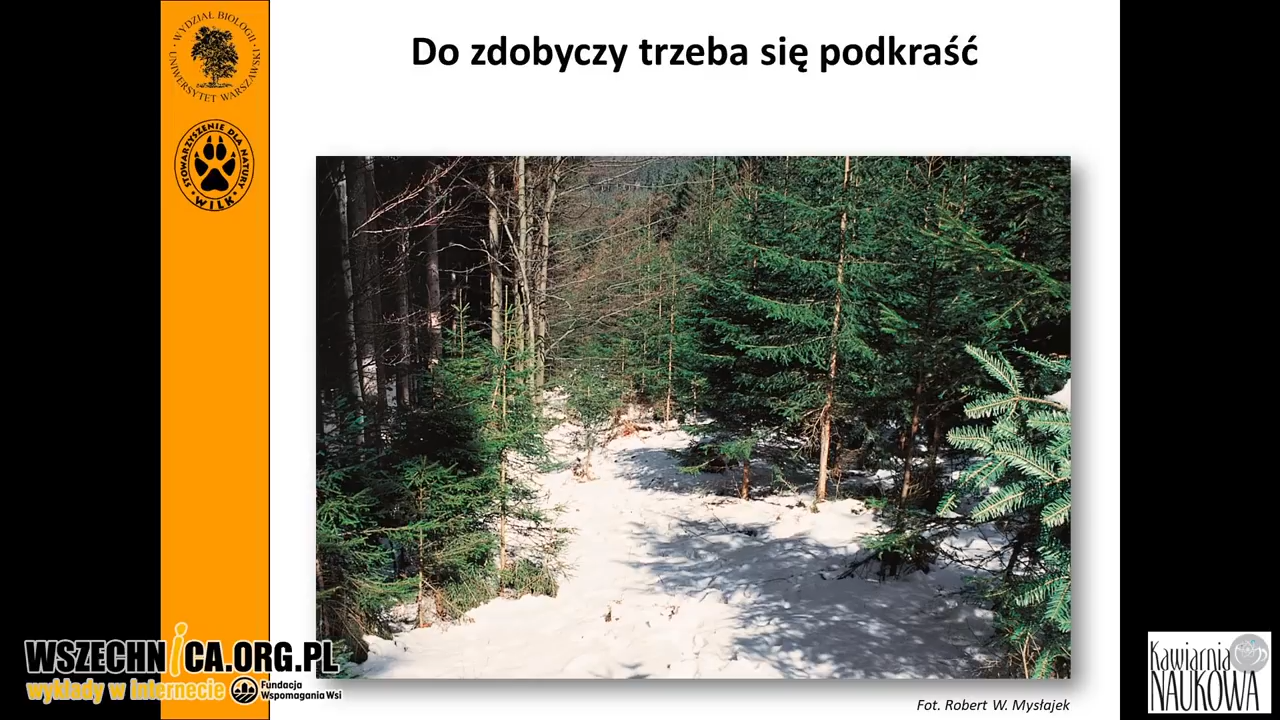 Do zdobyczy trzeba się podkraść
WYDZIAŁ BIOLOGII
UNIWERSYTET WARSZAWSKI
STOWARZYSZENIE DLA NATURY
WILK
WSZECHNiCA.ORG.PL
wykłady w internecie
Fundacja
Wspomagania Wsi
Fot. Robert W. Mysłajek
Kawiarnia
NAUKOWA